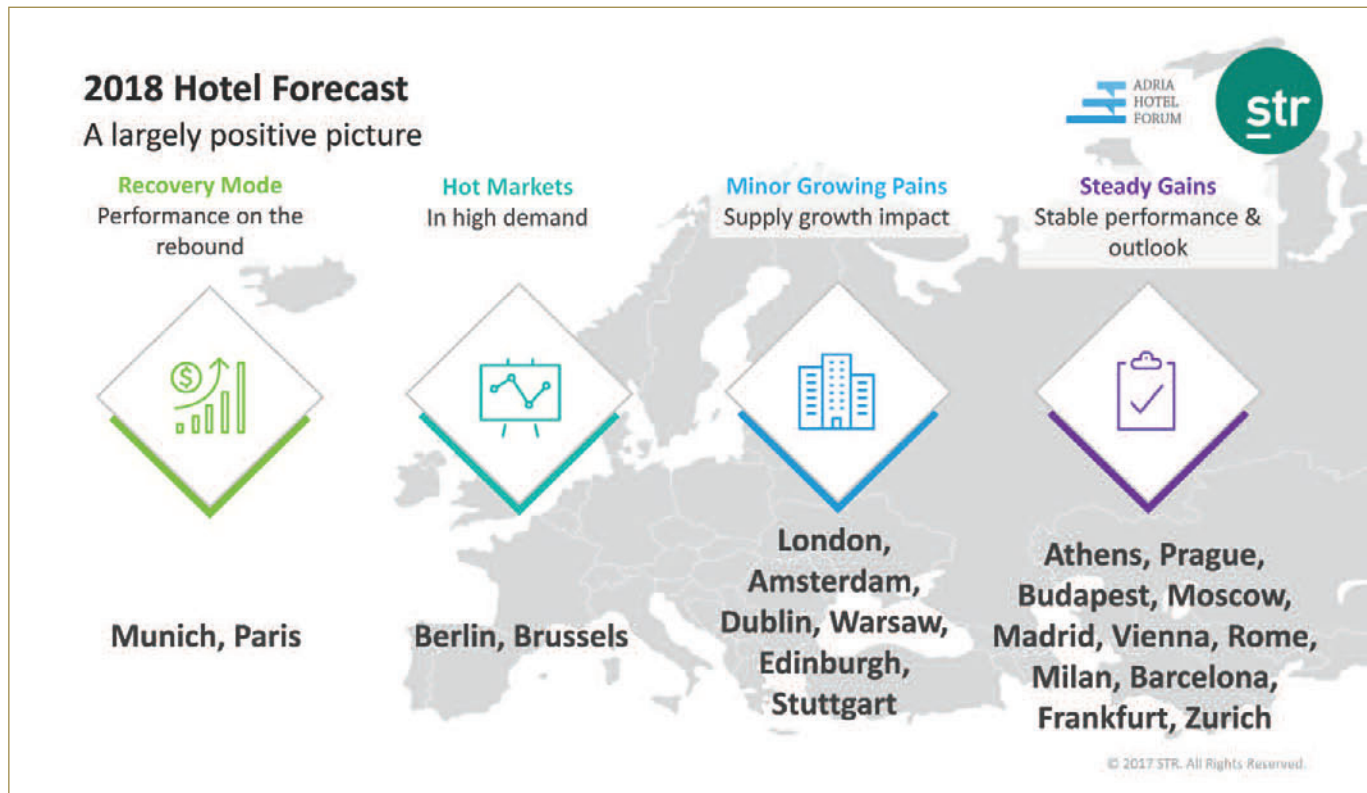 2018 Hotel Forecast
A largely positive picture
ADRIA
HOTEL
FORUM
str
Recovery Mode
Performance on the
rebound
Hot Markets
In high demand
Minor Growing Pains
Supply growth impact
Steady Gains
Stable performance &
outlook
$
Munich, Paris
Berlin, Brussels
London,
Amsterdam,
Dublin, Warsaw,
Edinburgh,
Stuttgart
Athens, Prague,
Budapest, Moscow,
Madrid, Vienna, Rome,
Milan, Barcelona,
Frankfurt, Zurich
© 2017 STR. All Rights Reserved.